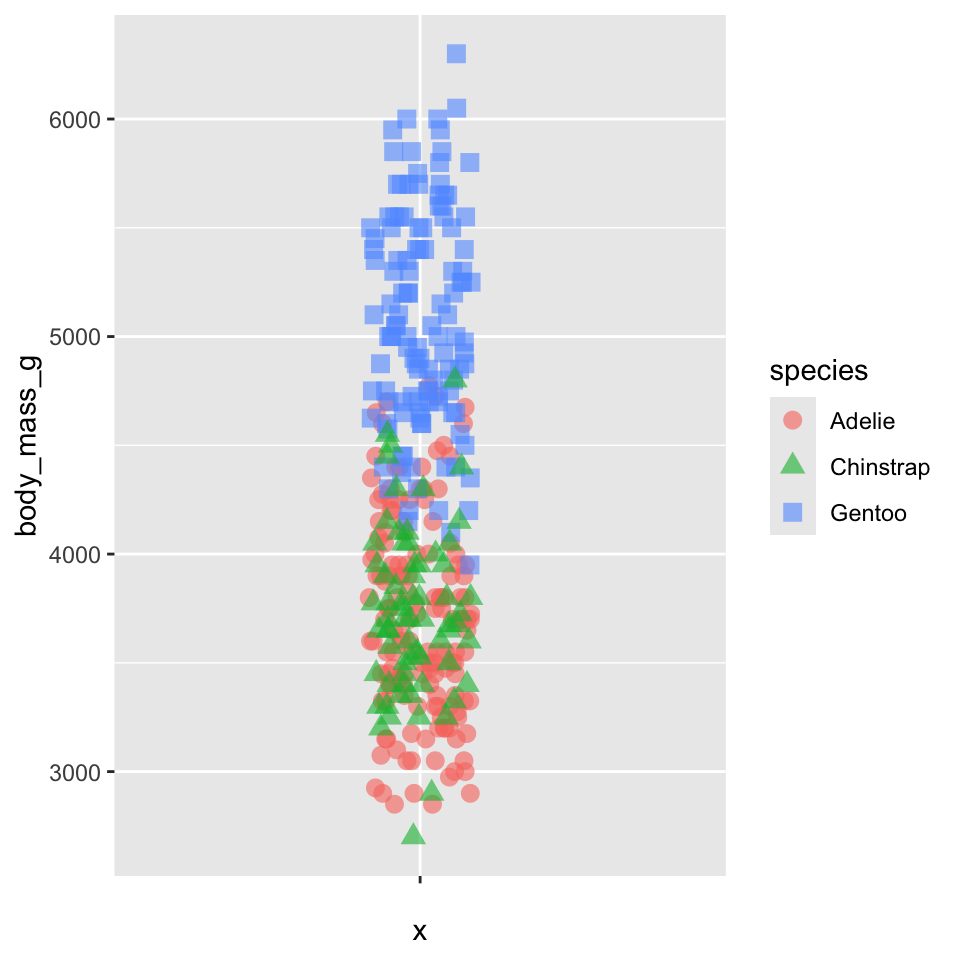 6000
5000
4000
3000
body_mass_g
x
species
Adelie
Chinstrap
Gentoo